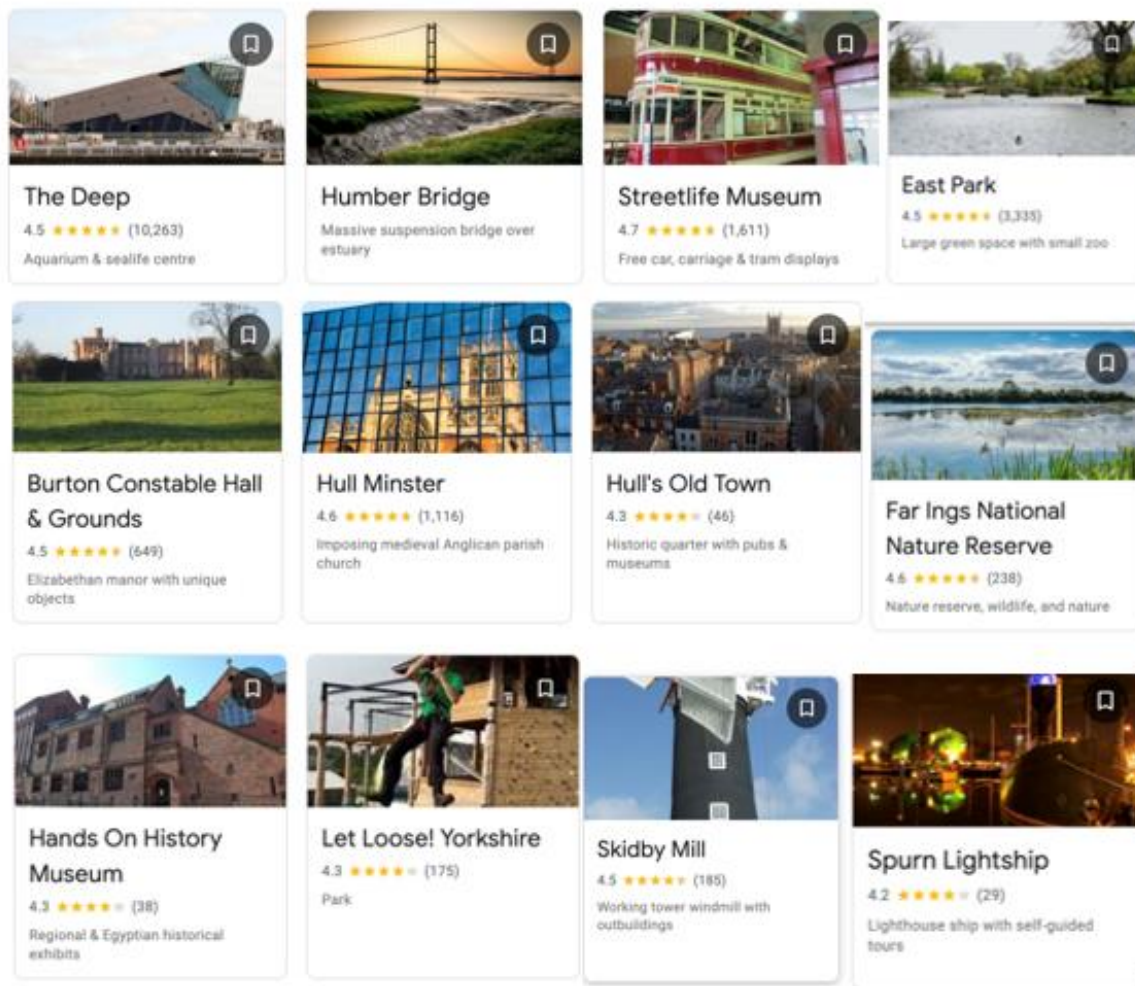 The Deep
4.5 (10,263)
Aquarium & sealife centre
Humber Bridge
Massive suspension bridge over
estuary
Streetlife Museum
4.7 (1,611)
Free car, carriage & tram displays
East Park
4.5 (3,335)
Large green space with small zoo
Burton Constable Hall
& Grounds
4.5 (649)
Elizabethan manor with unique
objects
Hull Minster
4.6 (1,116)
Imposing medieval Anglican parish
church
Hull's Old Town
4.3 (46)
Historic quarter with pubs &
museums
Far Ings National
Nature Reserve
4.6 (238)
Nature reserve, wildlife, and nature
Hands On History
Museum
4.3 (38)
Regional & Egyptian historical
exhibits
Let Loose! Yorkshire
4.3 (175)
Park
Skidby Mill
4.5 (185)
Working tower windmill with
outbuildings
Spurn Lightship
4.2 (29)
Lighthouse ship with self-guided
tours